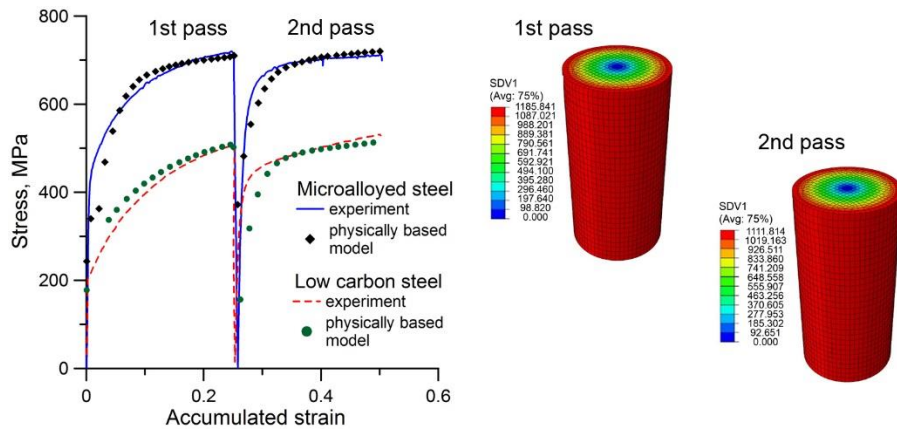 1st pass
2nd pass
Stress, MPa
800
600
400
200
0
Microalloyed steel
experiment
physically based
model
Low carbon steel
experiment
physically based
model
0
0.2
0.4
0.6
Accumulated strain
1st pass
SDV1
(Avg: 75%)
1185.841
1087.021
988.201
889.381
790.561
691.741
592.921
494.100
395.280
296.460
197.640
98.820
0.000
2nd pass
SDV1
(Avg: 75%)
1111.814
1019.163
926.511
833.860
741.209
648.558
555.907
463.256
370.605
277.953
185.302
92.651
0.000